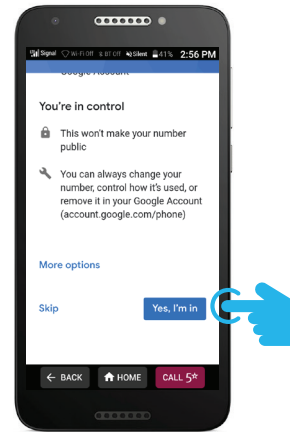 Signal Wi-Fi Off BT Off Silent 41% 2:56 PM
Google Account
You're in control
This won't make your number
public
You can always change your
number, control how it's used, or
remove it in your Google Account
(account.google.com/phone)
More options
Skip Yes, I'm in
BACK HOME CALL 5☆